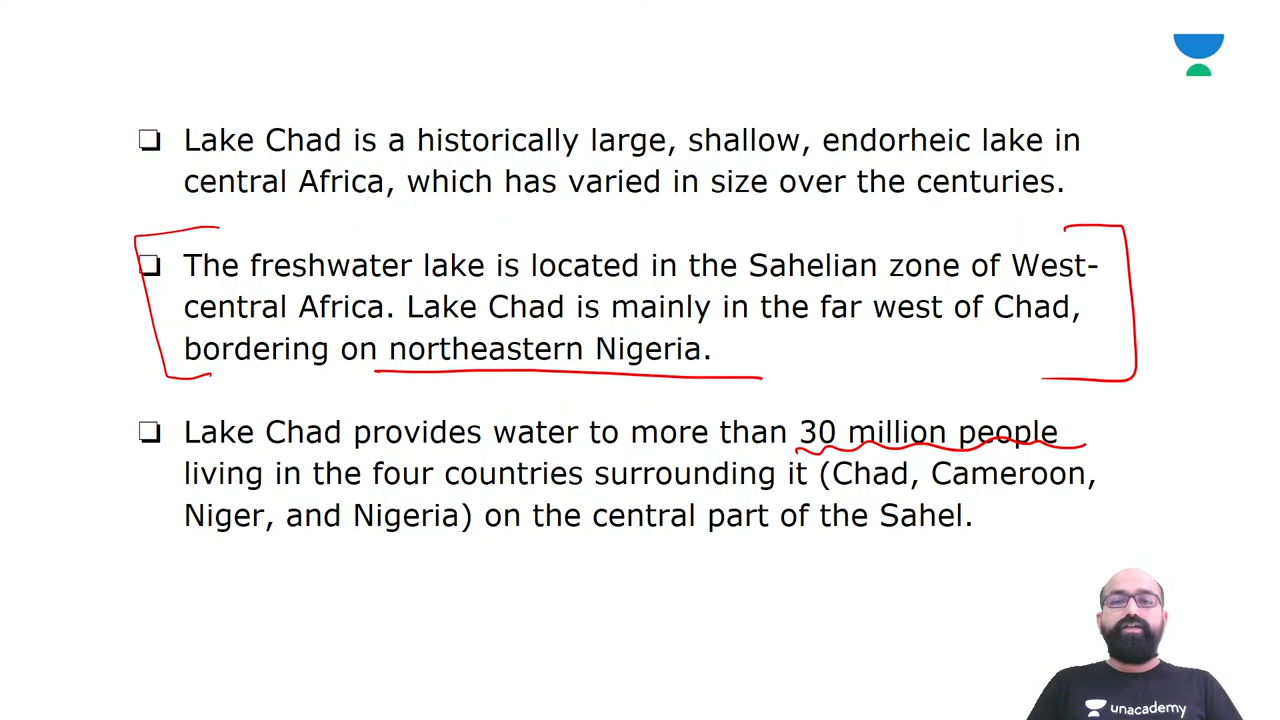 ❏ Lake Chad is a historically large, shallow, endorheic lake in
central Africa, which has varied in size over the centuries.
❏ The freshwater lake is located in the Sahelian zone of West-
central Africa. Lake Chad is mainly in the far west of Chad,
bordering on northeastern Nigeria.
❏ Lake Chad provides water to more than 30 million people
living in the four countries surrounding it (Chad, Cameroon,
Niger, and Nigeria) on the central part of the Sahel.
unacademy